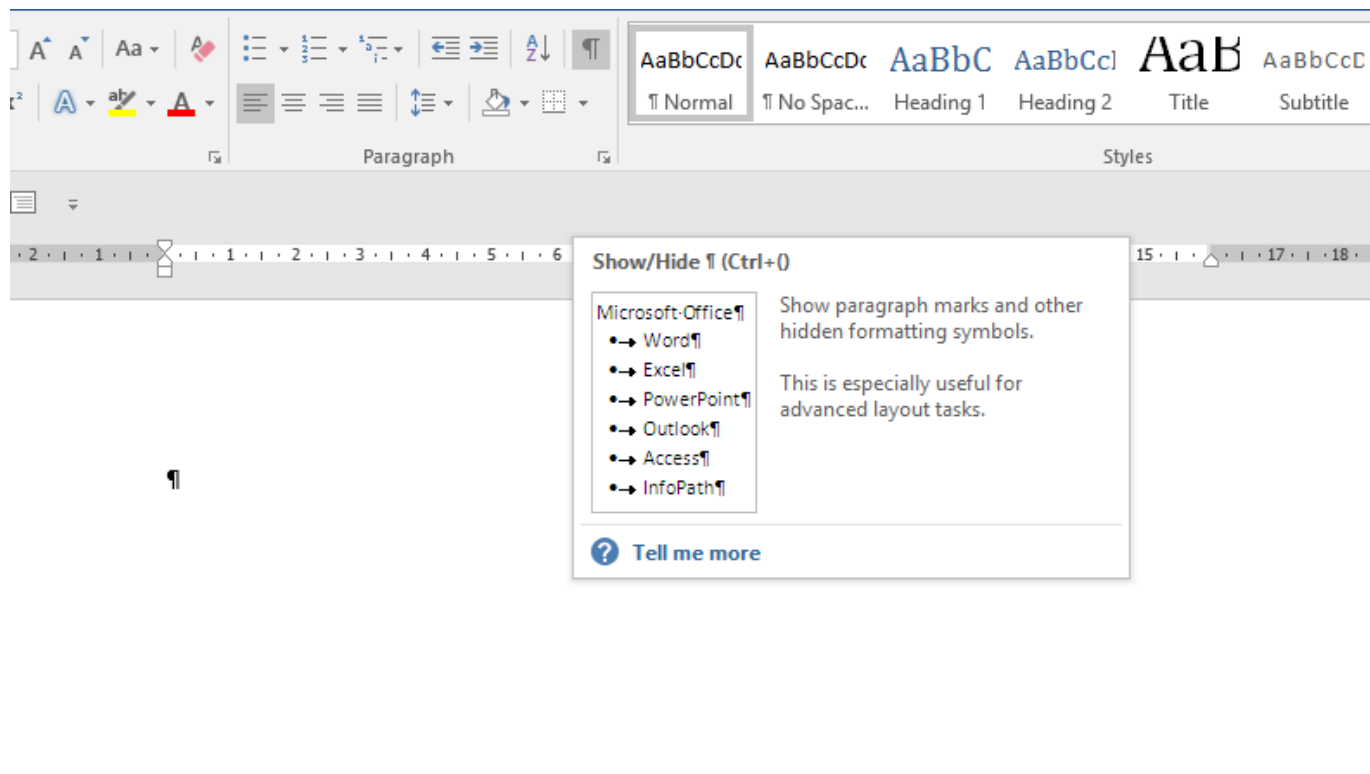 Aa
AaBbCcDc AaBbCcDc AaBbC AaBbCcl AaB AaBbCcD
¶ Normal ¶ No Spac... Heading 1 Heading 2 Title Subtitle
Paragraph Styles
2 1 1 2 3 4 5 6 15 17 18
Show/Hide ¶ (Ctrl+()
Microsoft·Office¶
•→ Word¶
•→ Excel¶
•→ PowerPoint¶
•→ Outlook¶
•→ Access¶
•→ InfoPath¶
Show paragraph marks and other
hidden formatting symbols.
This is especially useful for
advanced layout tasks.
Tell me more
¶